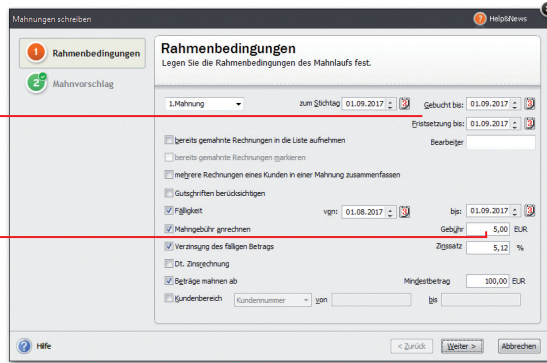 Mahnungen schreiben
Help&News
1 Rahmenbedingungen
2 Mahnvorschlag
Rahmenbedingungen
Legen Sie die Rahmenbedingungen des Mahnlaufs fest.
1.Mahnung zum Stichtag 01.09.2017 Gebucht bis: 01.09.2017
Fristsetzung bis: 01.09.2017
bereits gemahnte Rechnungen in die Liste aufnehmen Bearbeiter
bereits gemahnte Rechnungen markieren
mehrere Rechnungen eines Kunden in einer Mahnung zusammenfassen
Gutschriften berücksichtigen
Fälligkeit von: 01.08.2017 bis: 01.09.2017
Mahngebühr anrechnen Gebühr 5,00 EUR
Verzinsung des fälligen Betrags Zinssatz 5,12 %
Dt. Zinsrechnung
Beträge mahnen ab Mindestbetrag 100,00 EUR
Kundenbereich Kundennummer von bis
Hilfe < Zurück Weiter > Abbrechen